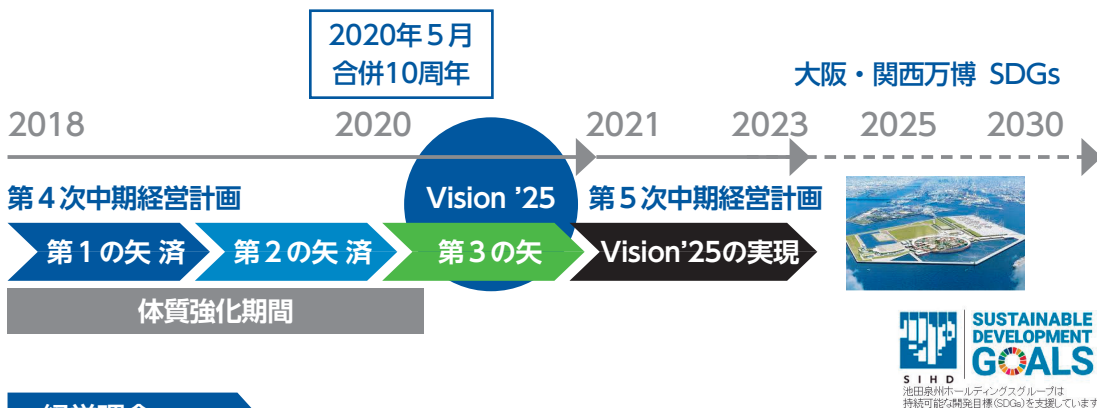 2020年5月
合併10周年
大阪・関西万博 SDGs
2018 2020 2021 2023 2025 2030
第4次中期経営計画 Vision ’25 第5次中期経営計画
第1の矢 済 第2の矢 済 第3の矢 Vision’25の実現
体質強化期間
SUSTAINABLE
DEVELOPMENT
GOALS
SIHD
池田泉州ホールディングスグループは
持続可能な開発目標(SDGs)を支援しています